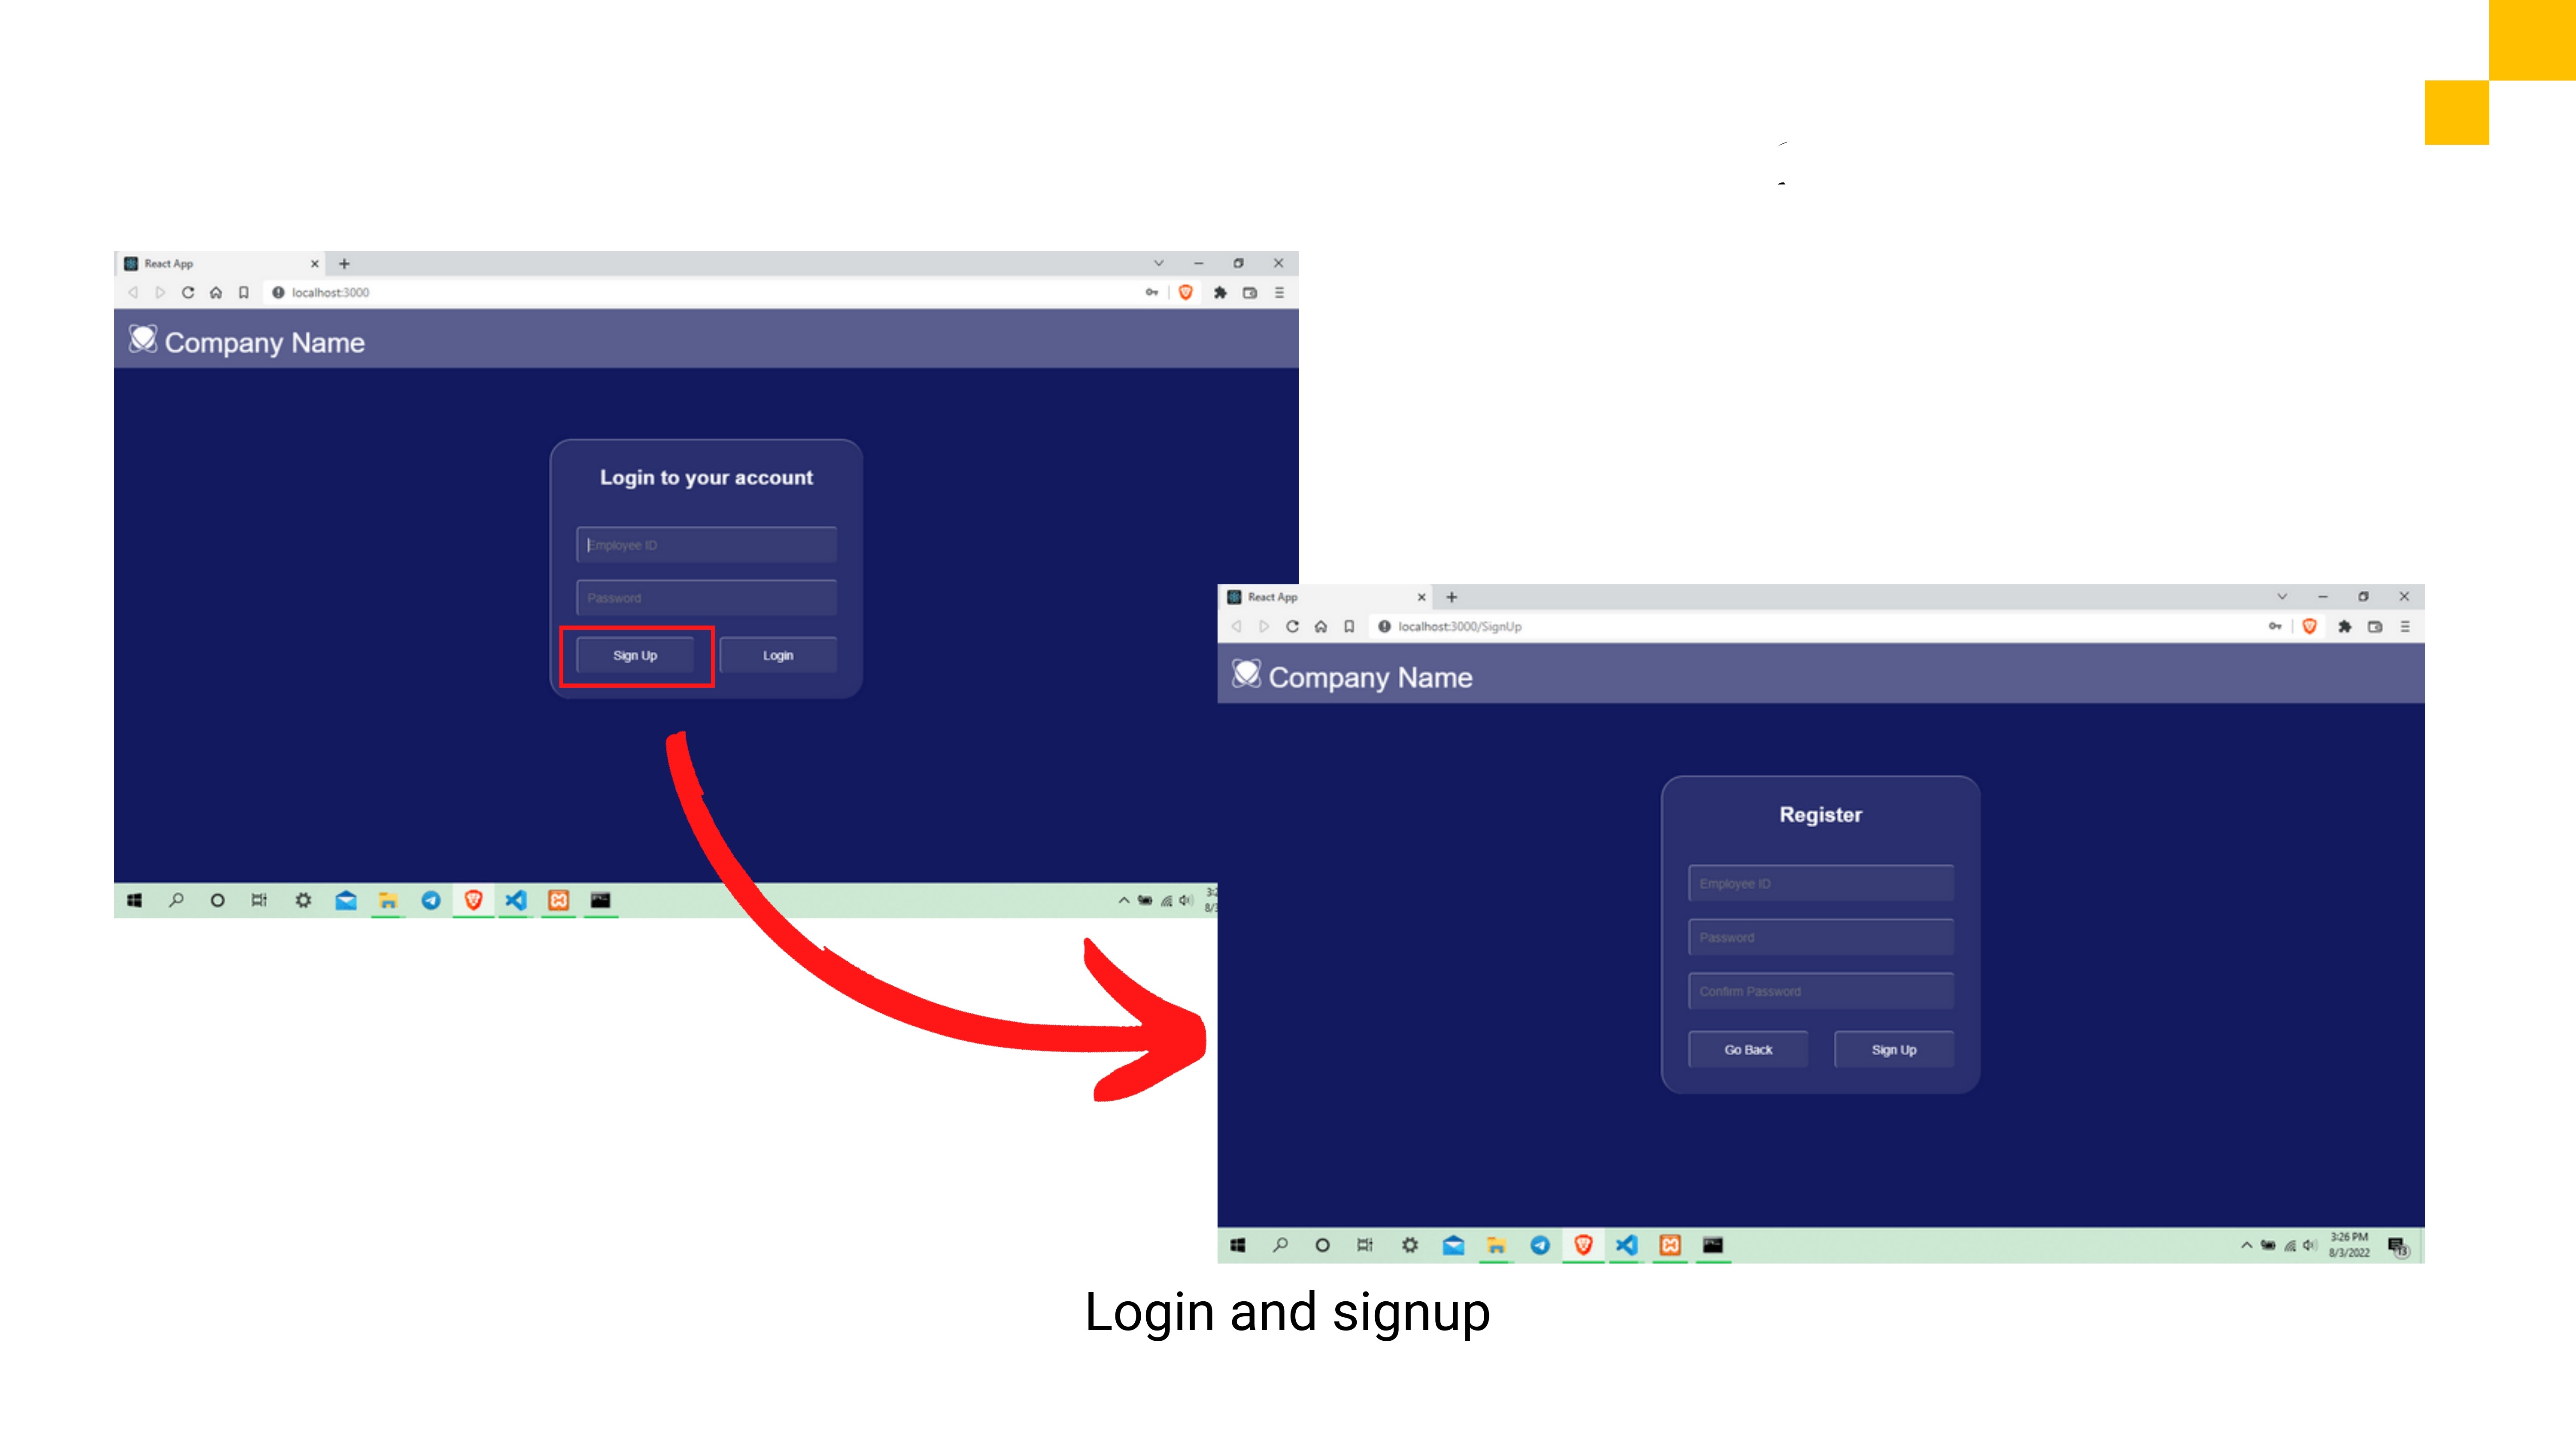 React App
localhost:3000
Company Name
Login to your account
Employee ID
Password
Sign Up
Login
React App
localhost:3000/SignUp
Company Name
Register
Employee ID
Password
Confirm Password
Go Back
Sign Up
3:26 PM
8/3/2022
13
Login and signup